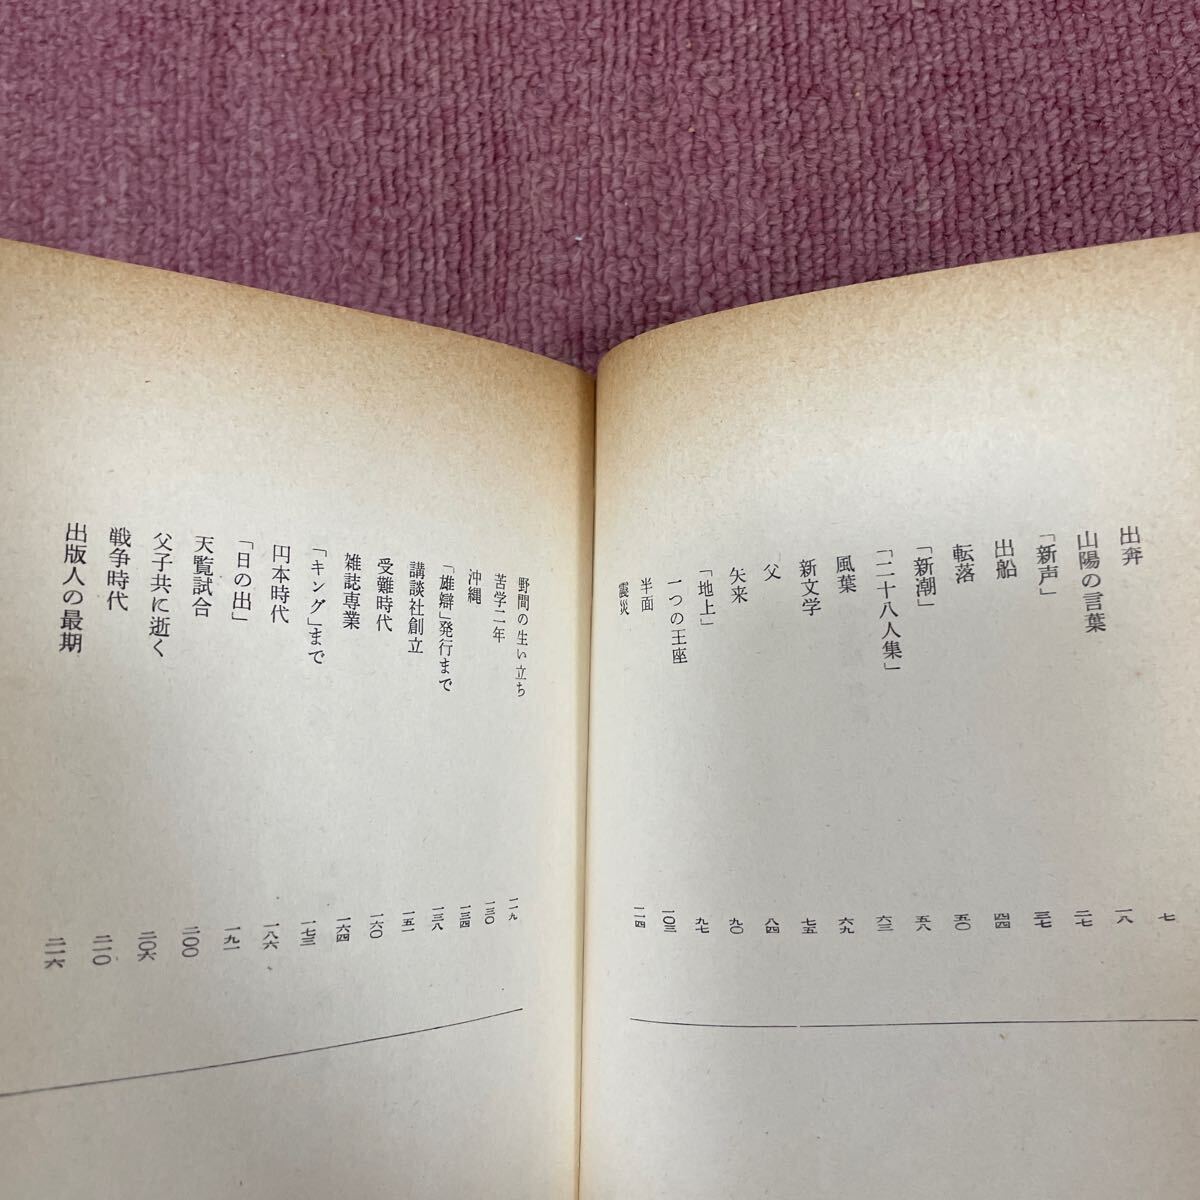 出奔 七
山陽の言葉 一八
「新声」 二七
出船 三七
転落 四四
「新潮」 五〇
「二十八人集」 五八
風葉 六三
新文学 六九
父 七五
矢来 八四
「地上」 九〇
一つの王座 九七
半面 一〇三
震災 一一四
野間の生い立ち 一一九
苦学二年 一三〇
沖縄 一三四
「雄辯」発行まで 一三八
講談社創立 一五一
受難時代 一六〇
雑誌専業 一六四
「キング」まで 一七三
円本時代 一八六
「日の出」 一九一
天覧試合 二〇〇
父子共に逝く 二〇六
戦争時代 二一〇
出版人の最期 二一六